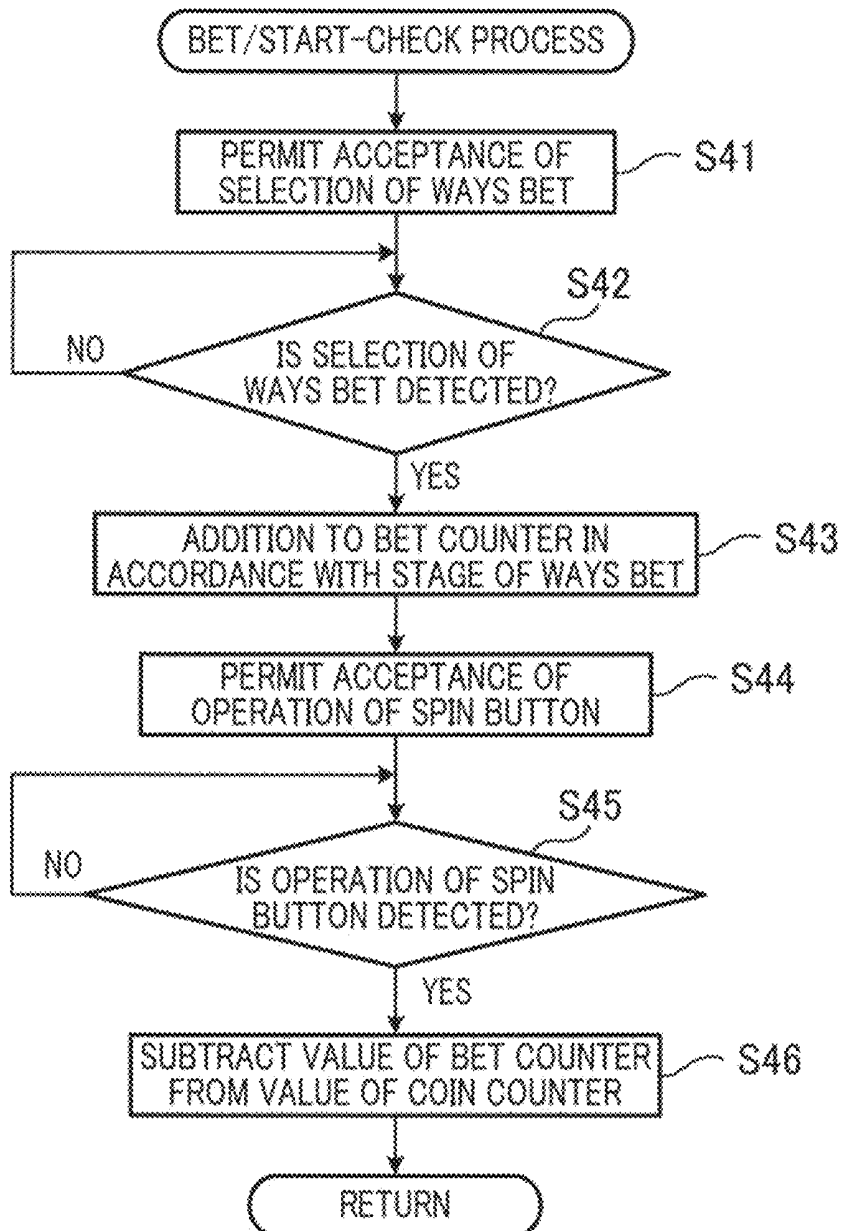 BET/START-CHECK PROCESS
PERMIT ACCEPTANCE OF
SELECTION OF WAYS BET
S41
S42
IS SELECTION OF
WAYS BET DETECTED?
NO
YES
ADDITION TO BET COUNTER IN
ACCORDANCE WITH STAGE OF WAYS BET
S43
PERMIT ACCEPTANCE OF
OPERATION OF SPIN BUTTON
S44
S45
IS OPERATION OF SPIN
BUTTON DETECTED?
NO
YES
SUBTRACT VALUE OF BET COUNTER
FROM VALUE OF COIN COUNTER
S46
RETURN